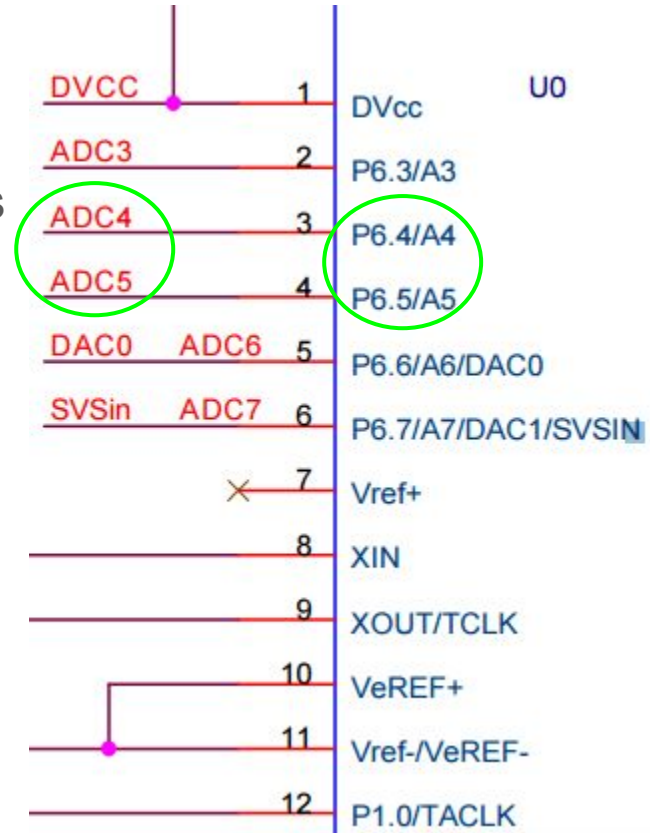 DVCC 1 DVcc U0
ADC3 2 P6.3/A3
s
ADC4 3 P6.4/A4
ADC5 4 P6.5/A5
DAC0 ADC6 5 P6.6/A6/DAC0
SVSin ADC7 6 P6.7/A7/DAC1/SVSIN
7 Vref+
8 XIN
9 XOUT/TCLK
10 VeREF+
11 Vref-/VeREF-
12 P1.0/TACLK